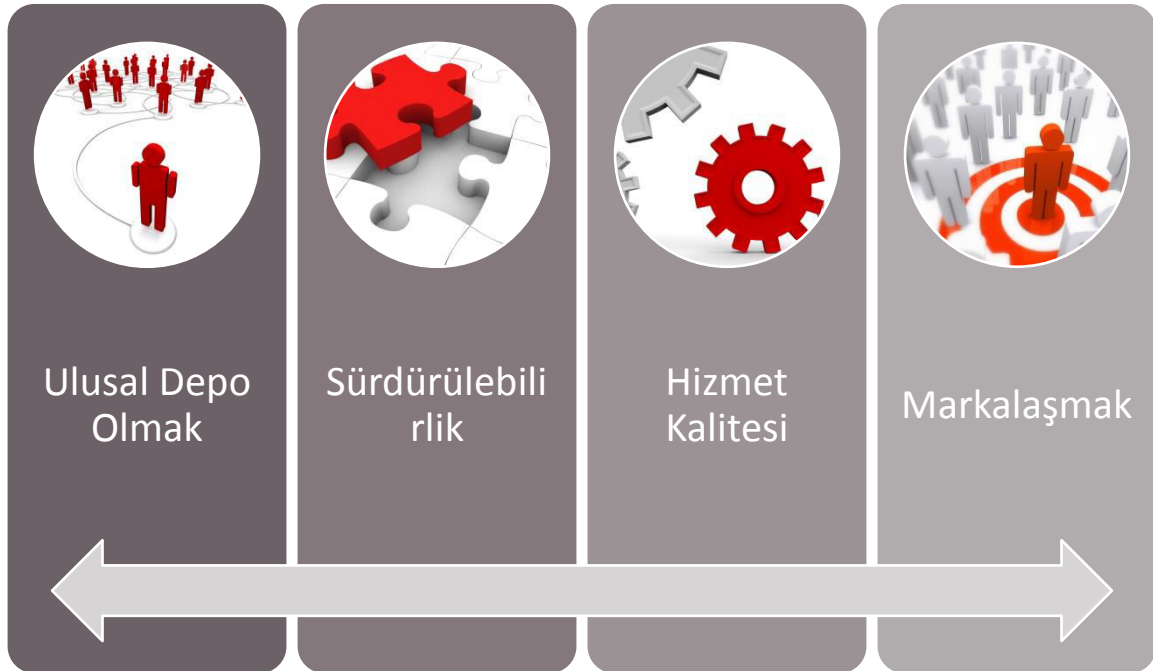 Ulusal Depo
Olmak
Sürdürülebili
rlik
Hizmet
Kalitesi
Markalaşmak